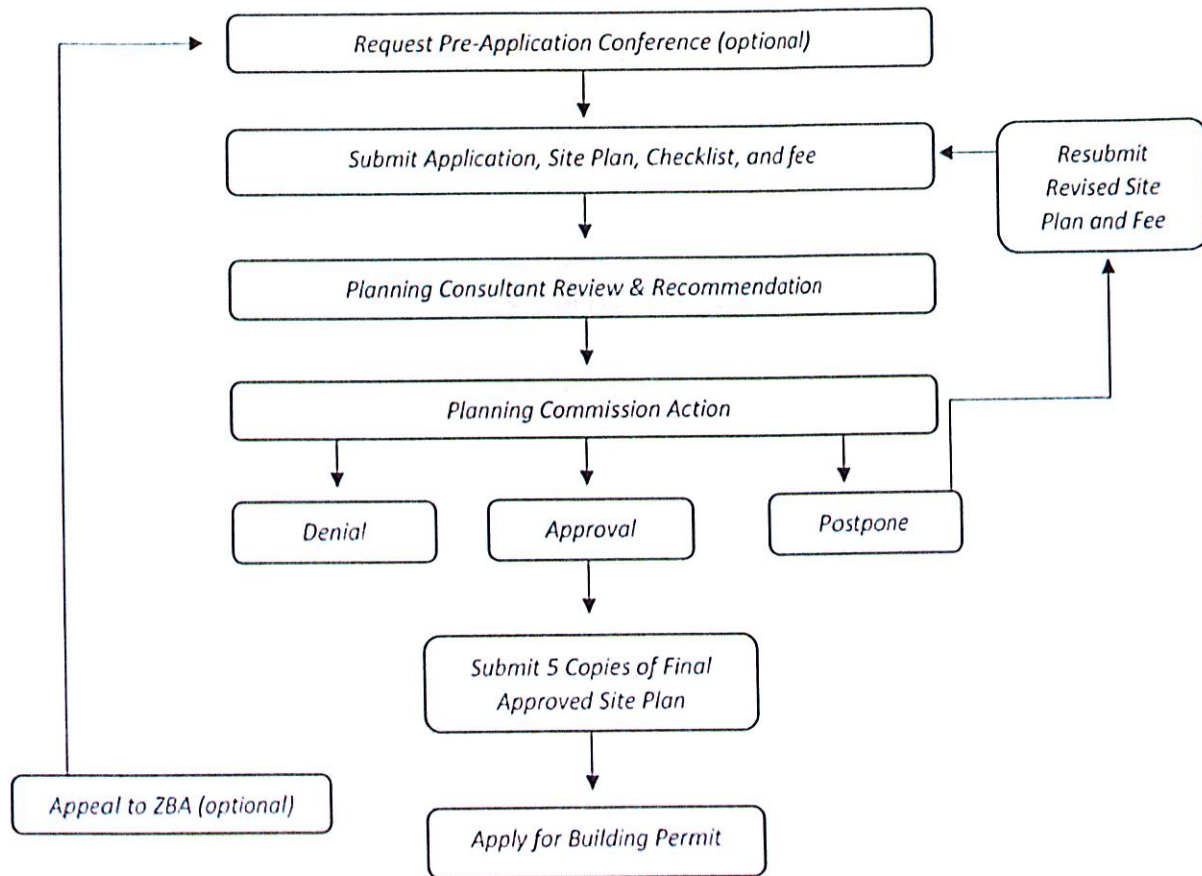 Request Pre-Application Conference (optional)
Submit Application, Site Plan, Checklist, and fee
Resubmit
Revised Site
Plan and Fee
Planning Consultant Review & Recommendation
Planning Commission Action
Denial
Approval
Postpone
Submit 5 Copies of Final
Approved Site Plan
Appeal to ZBA (optional)
Apply for Building Permit